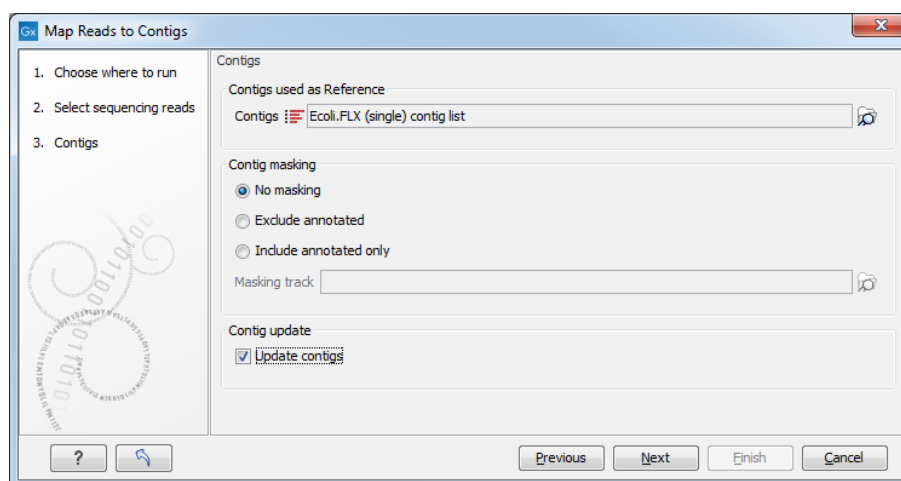 Gx Map Reads to Contigs
1. Choose where to run
2. Select sequencing reads
3. Contigs
Contigs
Contigs used as Reference
Contigs Ecoli.FLX (single) contig list
Contig masking
No masking
Exclude annotated
Include annotated only
Masking track
Contig update
Update contigs
? Previous Next Finish Cancel